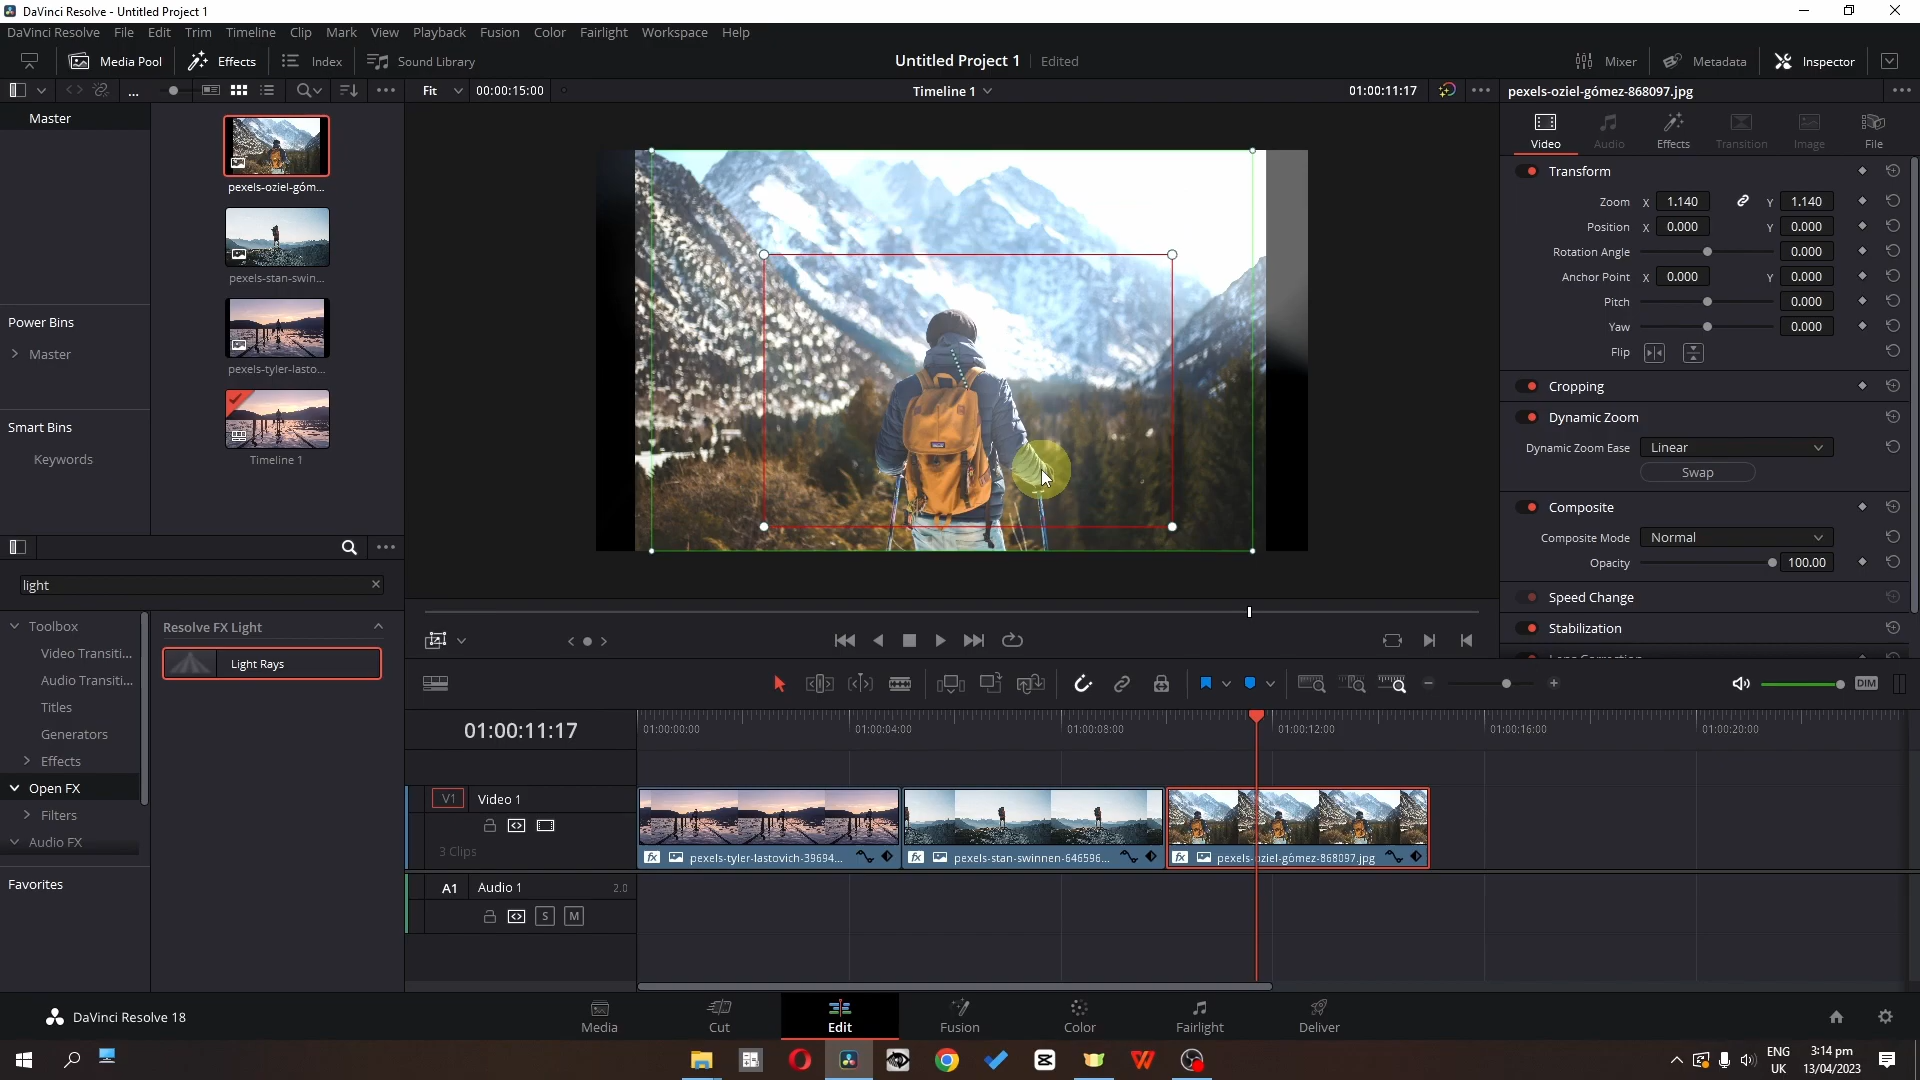 DaVinci Resolve - Untitled Project 1
DaVinci Resolve File Edit Trim Timeline Clip Mark View Playback Fusion Color Fairlight Workspace Help
Media Pool Effects Index Sound Library Untitled Project 1 Edited Mixer Metadata Inspector
... Fit 00:00:15:00 Timeline 1 01:00:11:17 pexels-oziel-gómez-868097.jpg
Master
pexels-oziel-góm...
pexels-stan-swin...
pexels-tyler-lasto...
Timeline 1
Power Bins
Master
Smart Bins
Keywords
Video Audio Effects Transition Image File
Transform
Zoom X 1.140 Y 1.140
Position X 0.000 Y 0.000
Rotation Angle 0.000
Anchor Point X 0.000 Y 0.000
Pitch 0.000
Yaw 0.000
Flip
Cropping
Dynamic Zoom
Dynamic Zoom Ease Linear
Swap
Composite
Composite Mode Normal
Opacity 100.00
Speed Change
Stabilization
light
Toolbox
Video Transiti...
Audio Transiti...
Titles
Generators
Effects
Open FX
Filters
Audio FX
Favorites
Resolve FX Light
Light Rays
DIM
01:00:11:17
01:00:00:00 01:00:04:00 01:00:08:00 01:00:12:00 01:00:16:00 01:00:20:00
V1 Video 1
3 Clips
fx pexels-tyler-lastovich-39694... fx pexels-stan-swinnen-646596... fx pexels-oziel-gómez-868097.jpg
A1 Audio 1 2.0
S M
DaVinci Resolve 18
Media Cut Edit Fusion Color Fairlight Deliver
ENG
UK
3:14 pm
13/04/2023